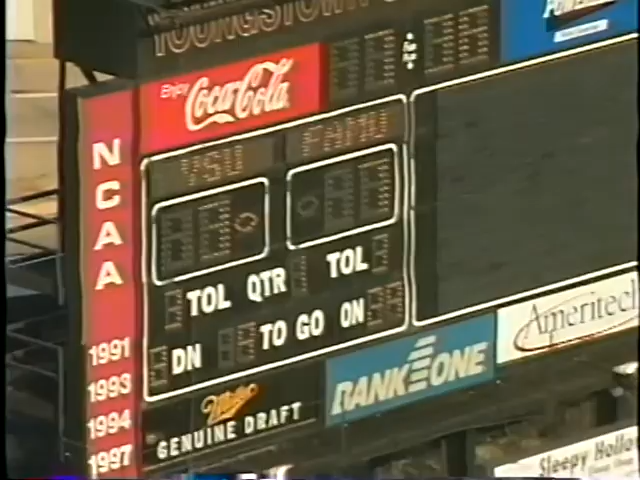 YOUNGSTOWN
Enjoy
Coca-Cola
YSU
FAMU
TOL
QTR
TOL
DN
TO GO
ON
NCAA
1991
1993
1994
1997
Miller
GENUINE DRAFT
BANK ONE
Ameritech
Sleepy Hollow